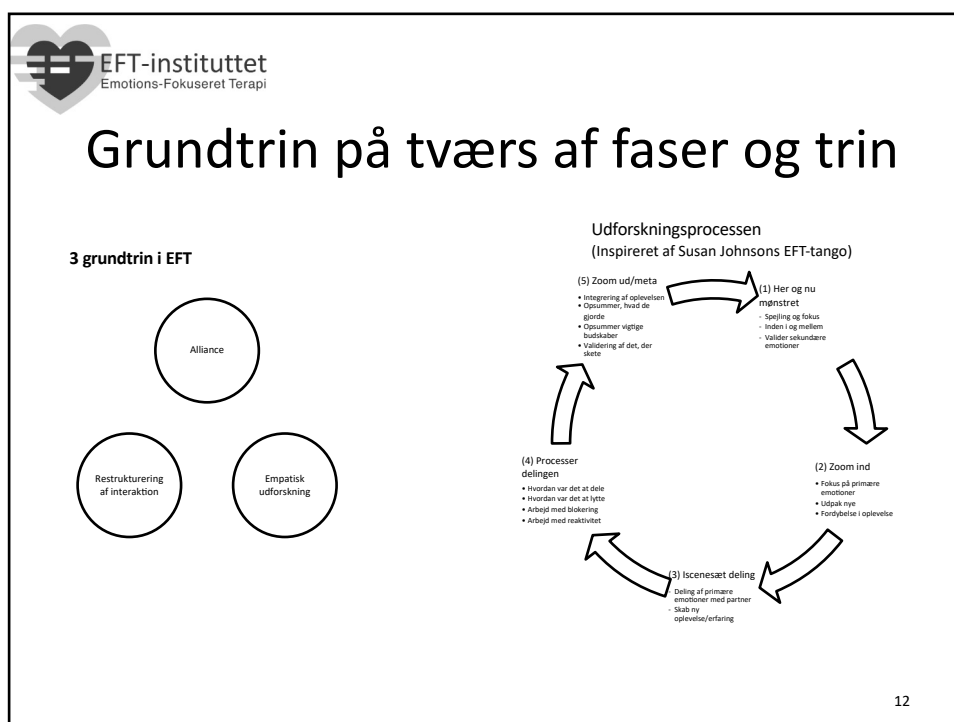 EFT-instituttet
Emotions-Fokuseret Terapi
Grundtrin på tværs af faser og trin
3 grundtrin i EFT
Alliance
Restrukturering
af interaktion
Empatisk
udforskning
Udforskningsprocessen
(Inspireret af Susan Johnsons EFT-tango)
(1) Her og nu
mønstret
- Spejling og fokus
- Inden i og mellem
- Valider sekundære
emotioner
(2) Zoom ind
• Fokus på primære
emotioner
• Udpak nye
• Fordybelse i oplevelse
(3) Iscenesæt deling
- Deling af primære
emotioner med partner
- Skab ny
oplevelse/erfaring
(4) Processer
delingen
• Hvordan var det at dele
• Hvordan var det at lytte
• Arbejd med blokering
• Arbejd med reaktivitet
(5) Zoom ud/meta
• Integrering af oplevelsen
• Opsummer, hvad de
gjorde
• Opsummer vigtige
budskaber
• Validering af det, der
skete
12